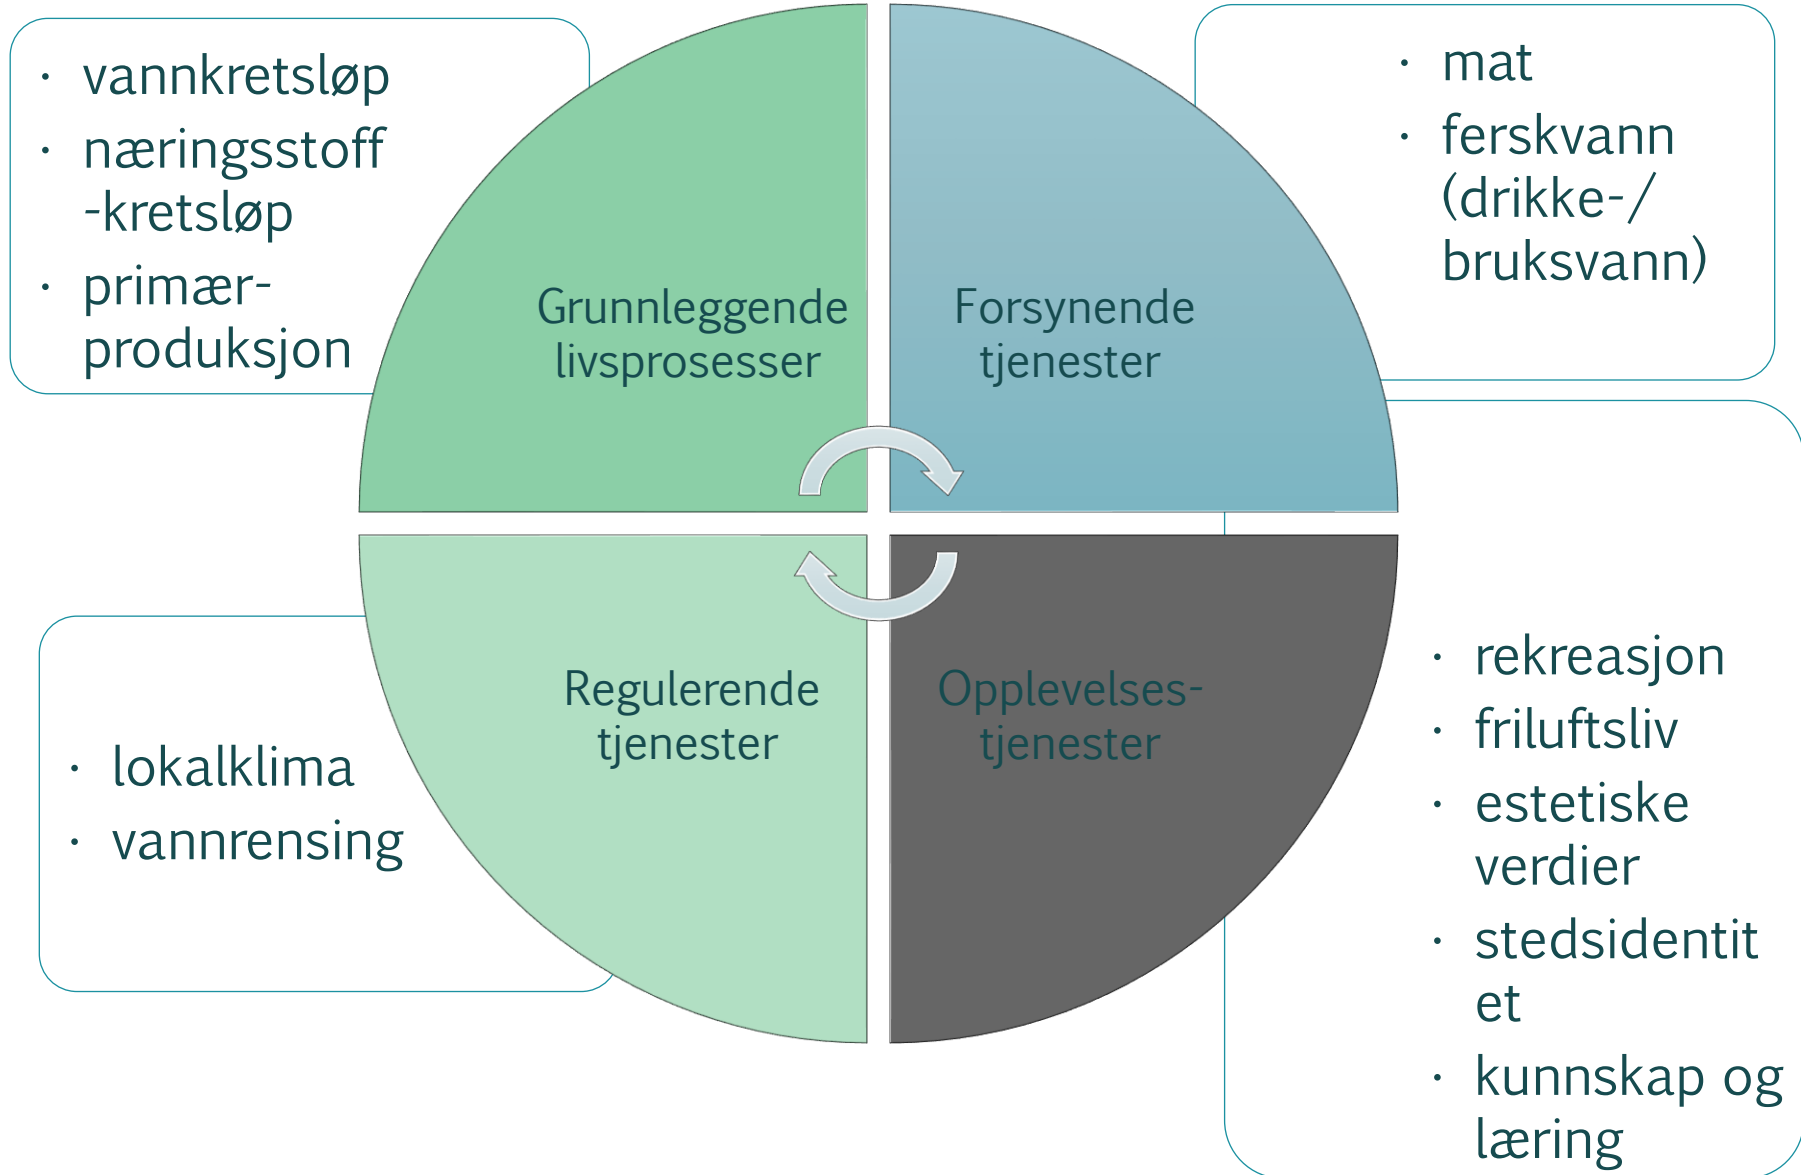 · vannkretsløp
· næringsstoff
-kretsløp
· primær-
produksjon
Grunnleggende
livsprosesser
Forsynende
tjenester
· mat
· ferskvann
(drikke-/
bruksvann)
· lokalklima
· vannrensing
Regulerende
tjenester
Opplevelses-
tjenester
· rekreasjon
· friluftsliv
· estetiske
verdier
· stedsidentit
et
· kunnskap og
læring